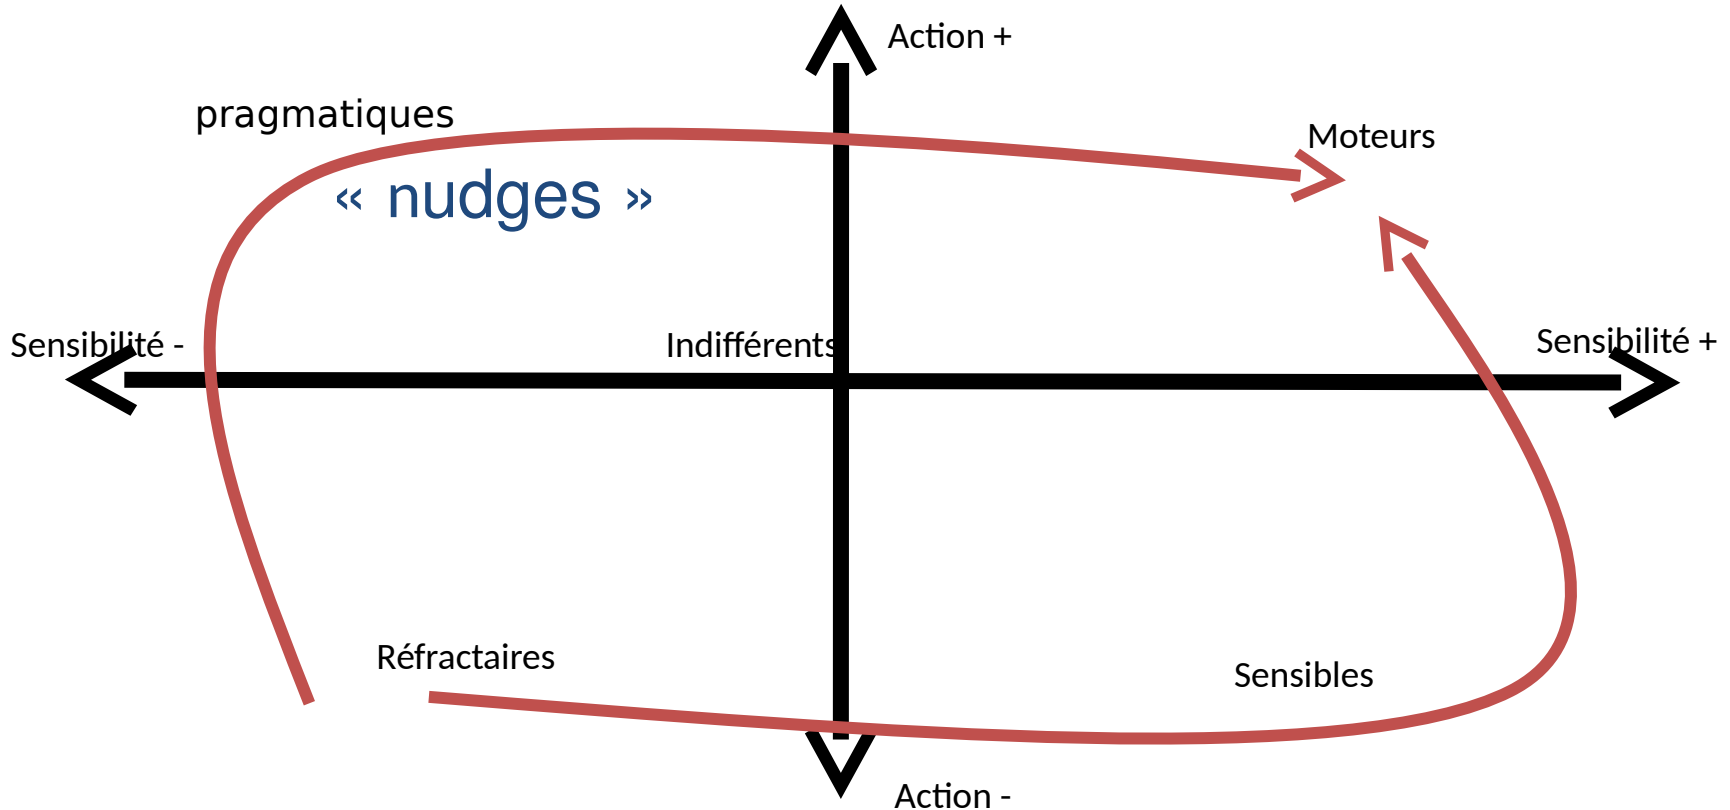 Action +
pragmatiques
Moteurs
« nudges »
Sensibilité -
Indifférents
Sensibilité +
Réfractaires
Sensibles
Action -